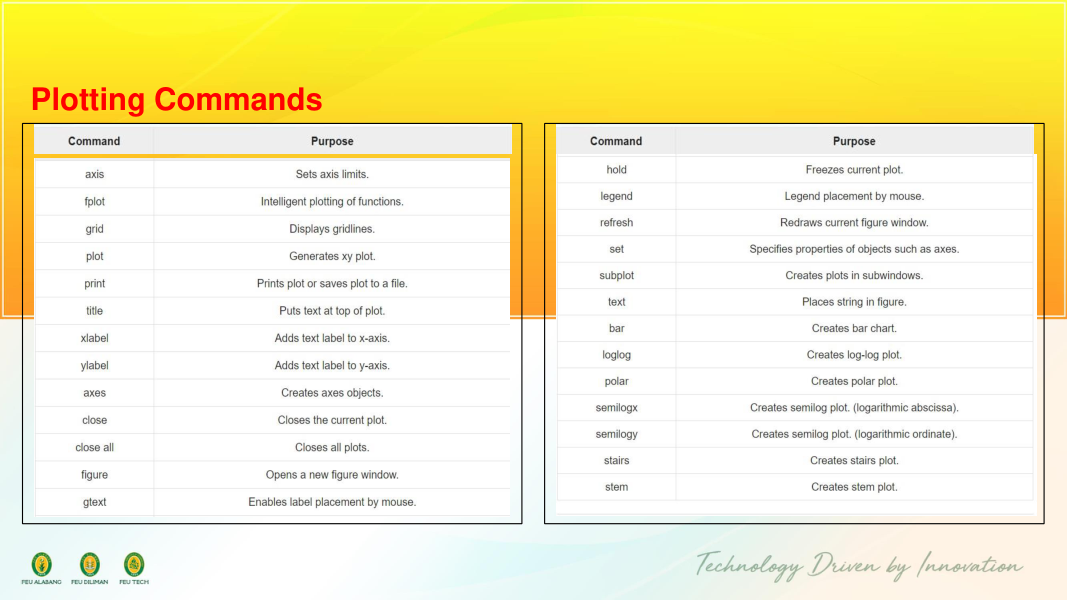 Plotting Commands
Command Purpose
axis Sets axis limits.
fplot Intelligent plotting of functions.
grid Displays gridlines.
plot Generates xy plot.
print Prints plot or saves plot to a file.
title Puts text at top of plot.
xlabel Adds text label to x-axis.
ylabel Adds text label to y-axis.
axes Creates axes objects.
close Closes the current plot.
close all Closes all plots.
figure Opens a new figure window.
gtext Enables label placement by mouse.
Command Purpose
hold Freezes current plot.
legend Legend placement by mouse.
refresh Redraws current figure window.
set Specifies properties of objects such as axes.
subplot Creates plots in subwindows.
text Places string in figure.
bar Creates bar chart.
loglog Creates log-log plot.
polar Creates polar plot.
semilogx Creates semilog plot. (logarithmic abscissa).
semilogy Creates semilog plot. (logarithmic ordinate).
stairs Creates stairs plot.
stem Creates stem plot.
FEU ALABANG FEU DILIMAN FEU TECH
Technology Driven by Innovation